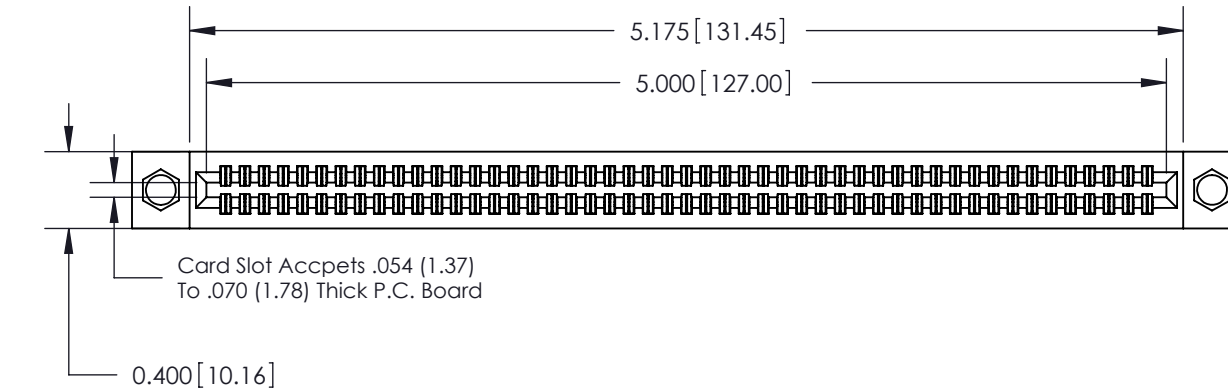 5.175[131.45]
5.000[127.00]
Card Slot Accpets .054 (1.37)
To .070 (1.78) Thick P.C. Board
0.400[10.16]